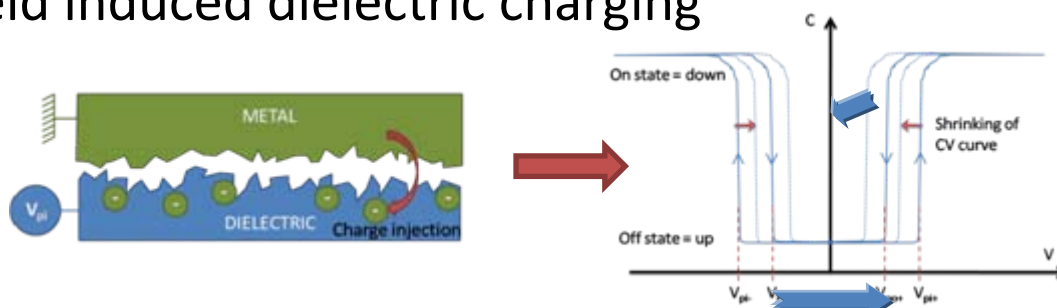 eld induced dielectric charging
METAL
DIELECTRIC
Charge injection
Vpi
- - - - - -
C
On state = down
Shrinking of
CV curve
Off state = up
V
Vpi- Vpi+